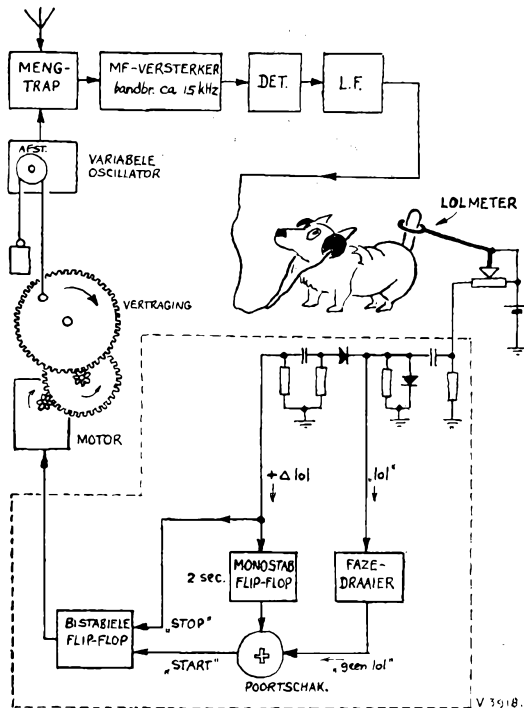 MENG-
TRAP
MF-VERSTERKER
bandbr. ca 15 kHz
DET.
L.F.
AFST.
VARIABELE
OSCILLATOR
LOLMETER
VERTRAGING
MOTOR
+ Δ lol
„lol"
2 sec.
MONOSTAB
FLIP-FLOP
FAZE-
DRAAIER
BISTABIELE
FLIP-FLOP
„STOP"
„START"
+
„geen lol"
POORTSCHAK.
V 3918.